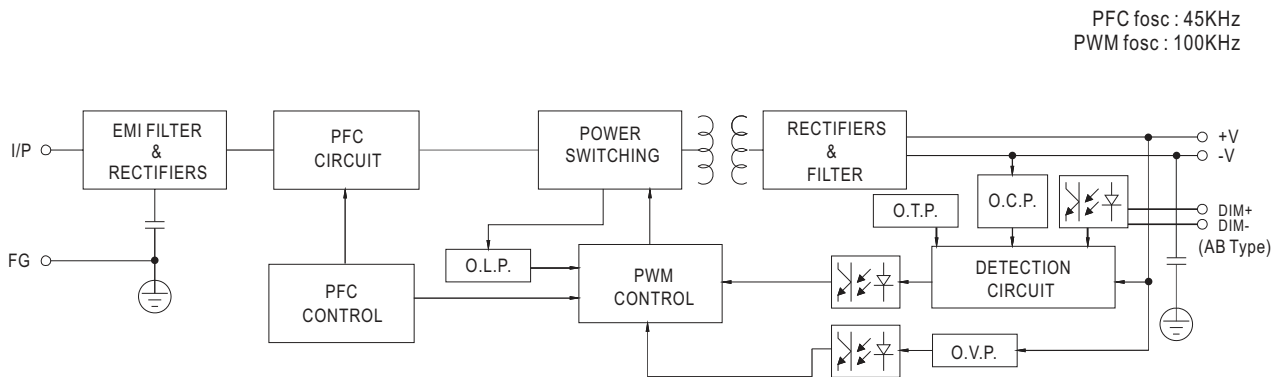 PFC fosc : 45KHz
PWM fosc : 100KHz
I/P
EMI FILTER
&
RECTIFIERS
PFC
CIRCUIT
POWER
SWITCHING
RECTIFIERS
&
FILTER
+V
-V
O.T.P.
O.C.P.
DIM+
DIM-
(AB Type)
FG
O.L.P.
PFC
CONTROL
PWM
CONTROL
DETECTION
CIRCUIT
O.V.P.